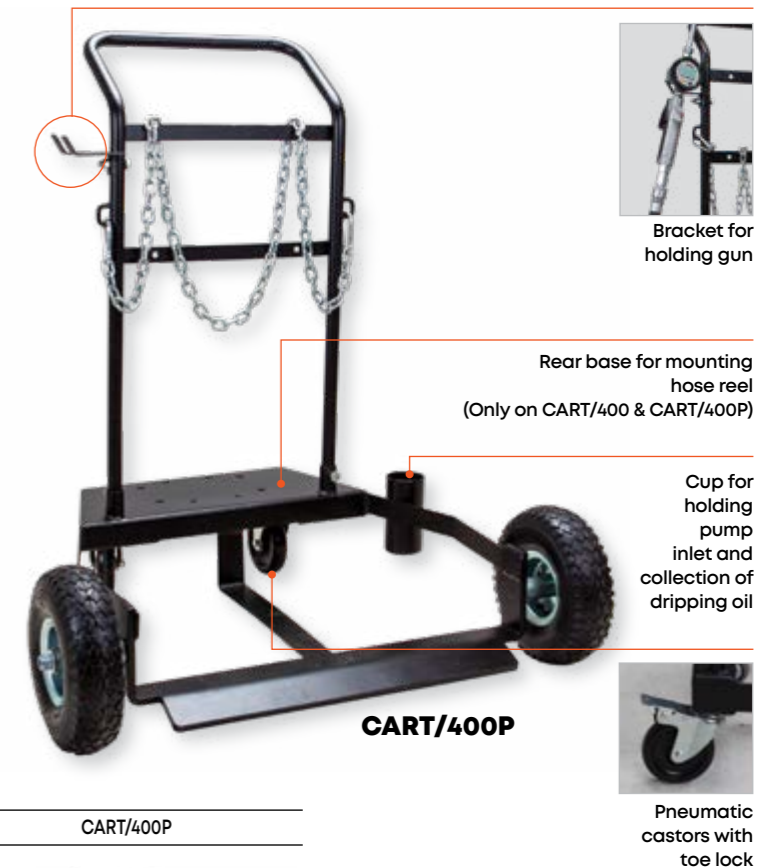 Bracket for
holding gun
Rear base for mounting
hose reel
(Only on CART/400 & CART/400P)
Cup for
holding
pump
inlet and
collection of
dripping oil
CART/400P
Pneumatic
castors with
toe lock
CART/400P